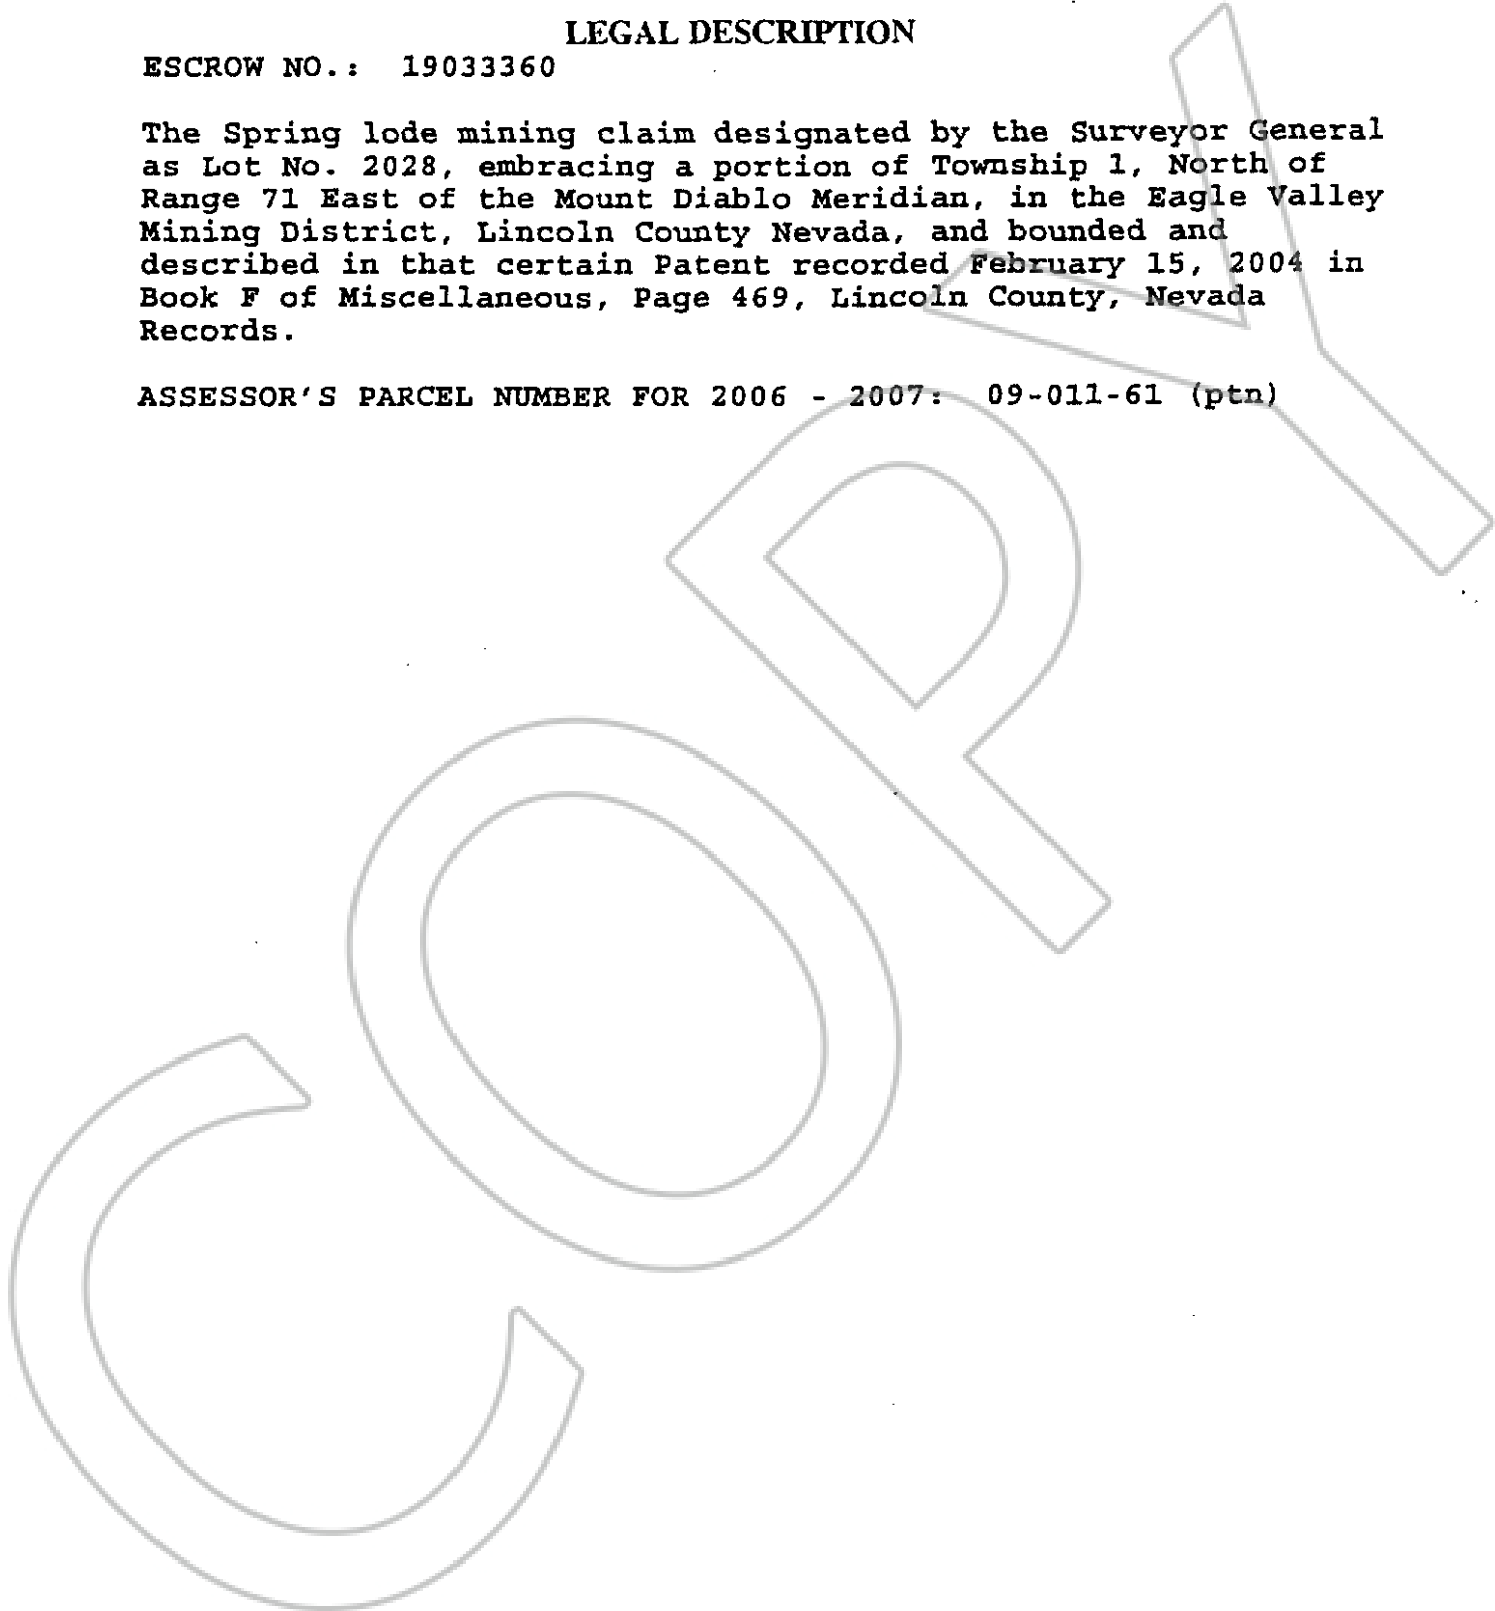 LEGAL DESCRIPTION
ESCROW NO.: 19033360
The Spring lode mining claim designated by the Surveyor General
as Lot No. 2028, embracing a portion of Township 1, North of
Range 71 East of the Mount Diablo Meridian, in the Eagle Valley
Mining District, Lincoln County Nevada, and bounded and
described in that certain Patent recorded February 15, 2004 in
Book F of Miscellaneous, Page 469, Lincoln County, Nevada
Records.
ASSESSOR'S PARCEL NUMBER FOR 2006 - 2007: 09-011-61 (ptn)
COPY